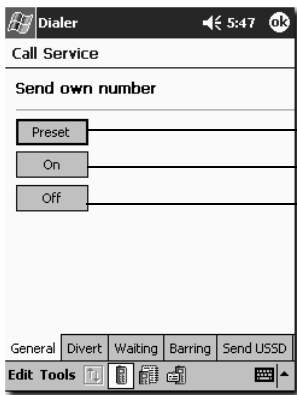 Dialer 5:47 ok
Call Service
Send own number
Preset
On
Off
General Divert Waiting Barring Send USSD
Edit Tools